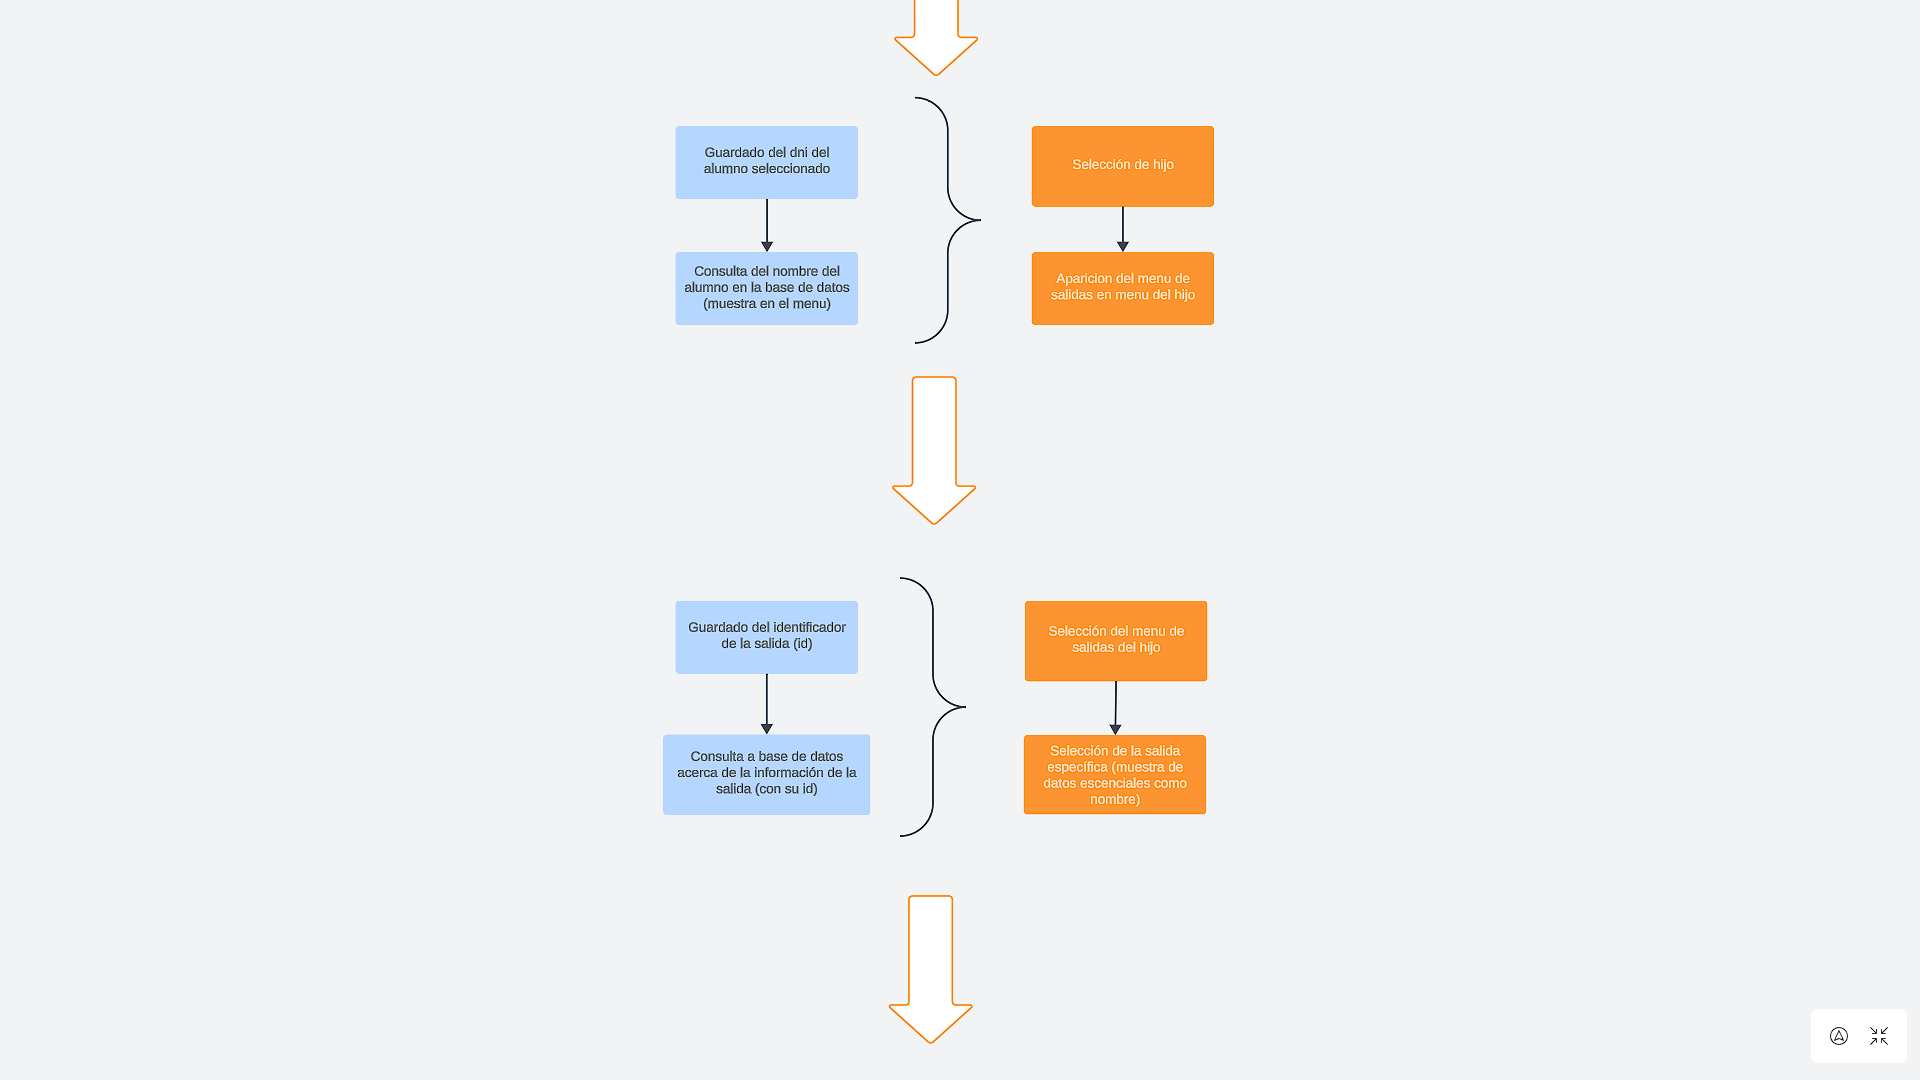 Guardado del dni del
alumno seleccionado
Selección de hijo
Consulta del nombre del
alumno en la base de datos
(muestra en el menu)
Aparicion del menu de
salidas en menu del hijo
Guardado del identificador
de la salida (id)
Selección del menu de
salidas del hijo
Consulta a base de datos
acerca de la información de la
salida (con su id)
Selección de la salida
específica (muestra de
datos escenciales como
nombre)